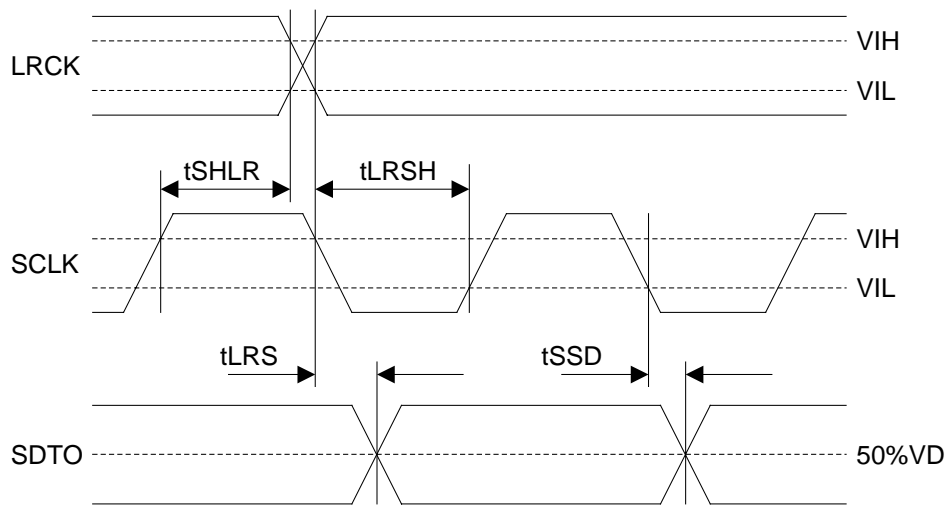 LRCK
VIH
VIL
tSHLR
tLRSH
SCLK
VIH
VIL
tLRS
tSSD
SDTO
50%VD